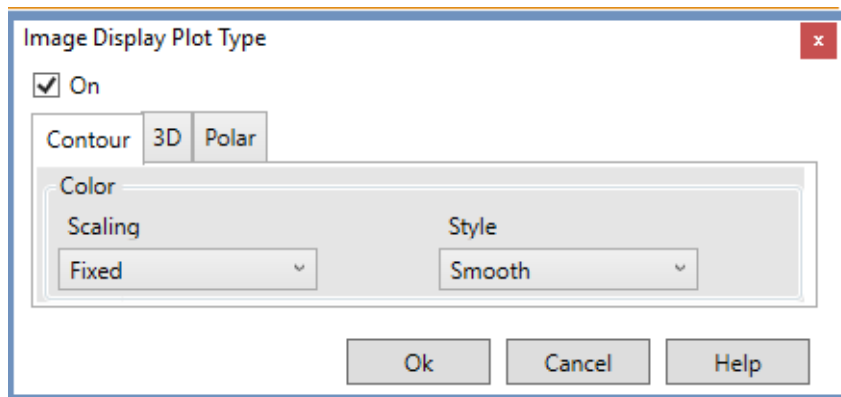 Image Display Plot Type
x
On
Contour 3D Polar
Color
Scaling Style
Fixed Smooth
Ok Cancel Help